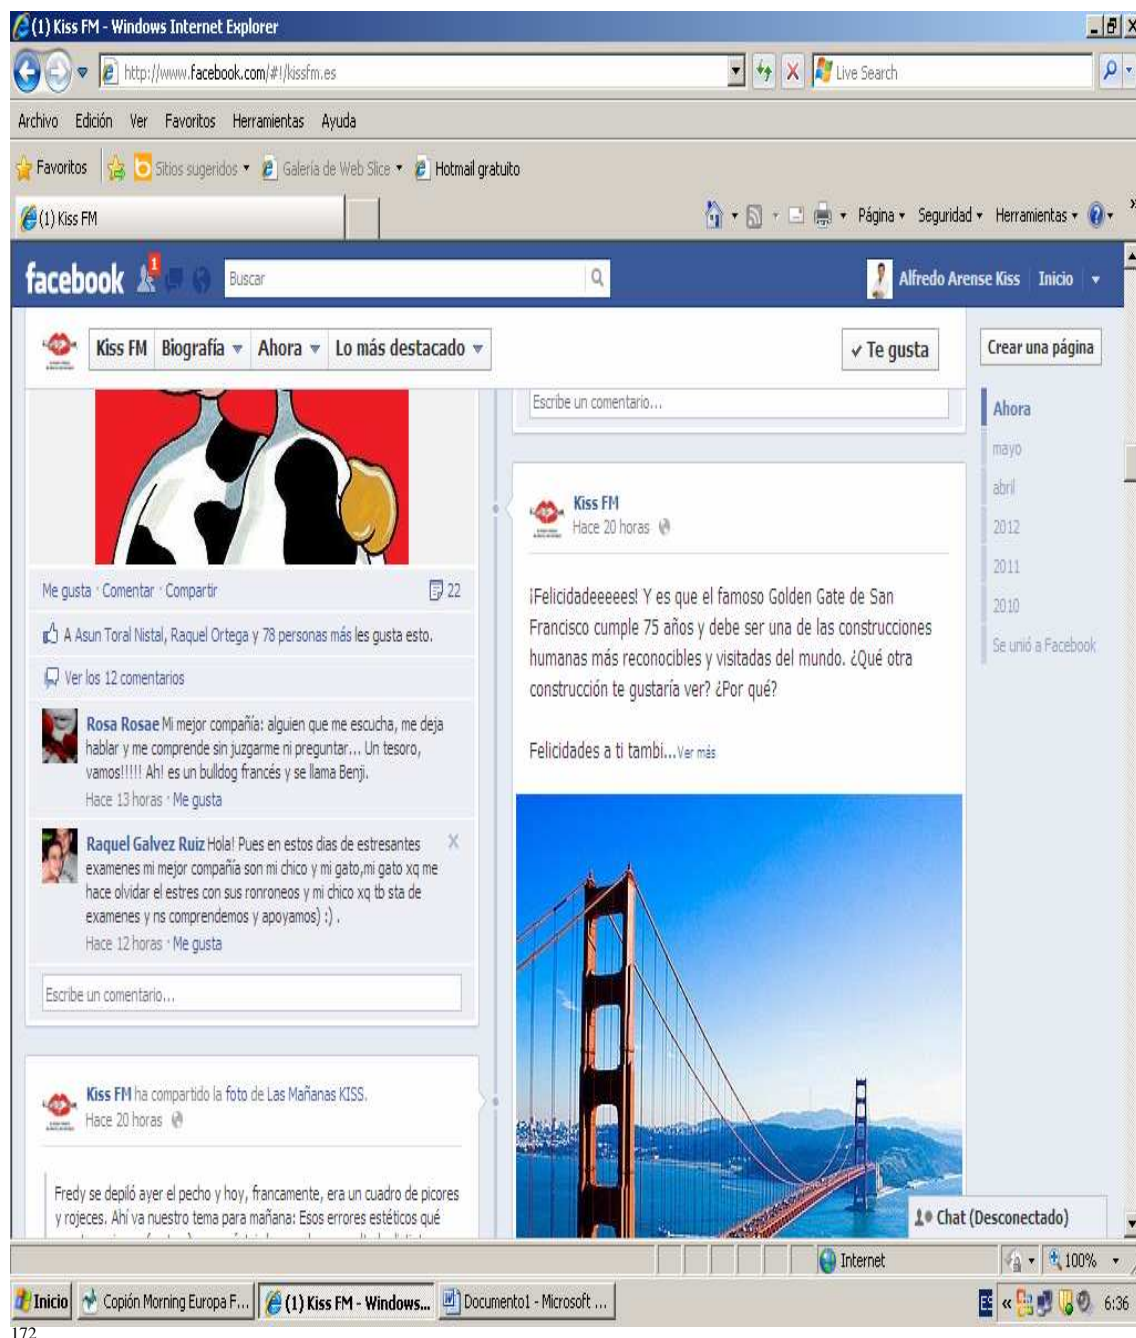 (1) Kiss FM - Windows Internet Explorer
http://www.facebook.com/#!/kissfm.es
Live Search
Archivo Edición Ver Favoritos Herramientas Ayuda
Favoritos Sitios sugeridos Galería de Web Slice Hotmail gratuito
(1) Kiss FM
Página Seguridad Herramientas
facebook 1 Buscar
Alfredo Arense Kiss Inicio
Kiss FM Biografía Ahora Lo más destacado
✓ Te gusta
Crear una página
Ahora
mayo
abril
2012
2011
2010
Se unió a Facebook
Me gusta · Comentar · Compartir 22
A Asun Toral Nistal, Raquel Ortega y 78 personas más les gusta esto.
Ver los 12 comentarios
Rosa Rosae Mi mejor compañía: alguien que me escucha, me deja
hablar y me comprende sin juzgarme ni preguntar... Un tesoro,
vamos!!!!! Ah! es un bulldog francés y se llama Benji.
Hace 13 horas · Me gusta
Raquel Galvez Ruiz Hola! Pues en estos dias de estresantes
examenes mi mejor compañía son mi chico y mi gato,mi gato xq me
hace olvidar el estres con sus ronroneos y mi chico xq tb sta de
examenes y ns comprendemos y apoyamos) :) .
Hace 12 horas · Me gusta
Escribe un comentario...
Kiss FM ha compartido la foto de Las Mañanas KISS.
Hace 20 horas
Fredy se depiló ayer el pecho y hoy, francamente, era un cuadro de picores
y rojeces. Ahí va nuestro tema para mañana: Esos errores estéticos qué
Escribe un comentario...
Kiss FM
Hace 20 horas
¡Felicidadeeeees! Y es que el famoso Golden Gate de San
Francisco cumple 75 años y debe ser una de las construcciones
humanas más reconocibles y visitadas del mundo. ¿Qué otra
construcción te gustaría ver? ¿Por qué?
Felicidades a ti tambi...Ver más
Chat (Desconectado)
Internet 100%
Inicio Copión Morning Europa F... (1) Kiss FM - Windows... Documento1 - Microsoft ... ES « 6:36
172